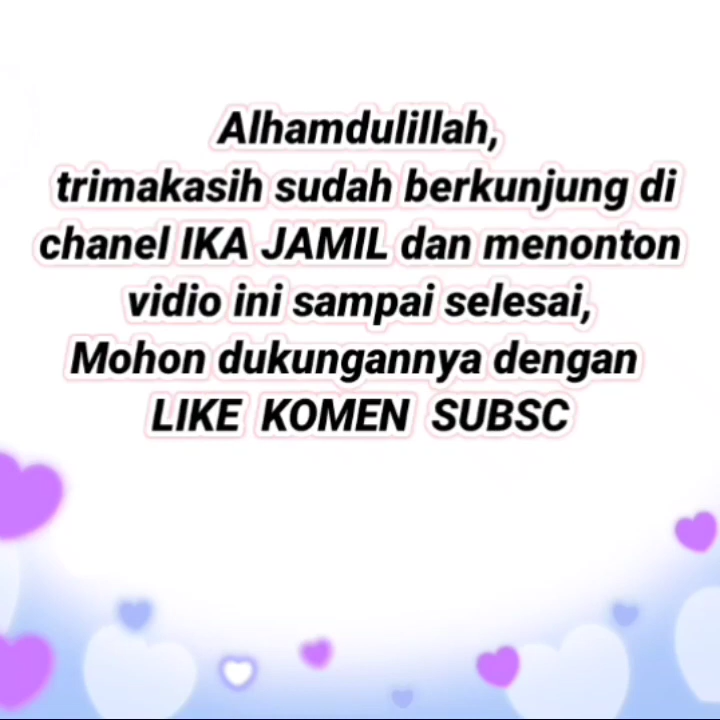 Alhamdulillah,
trimakasih sudah berkunjung di
chanel IKA JAMIL dan menonton
vidio ini sampai selesai,
Mohon dukungannya dengan
LIKE KOMEN SUBSC